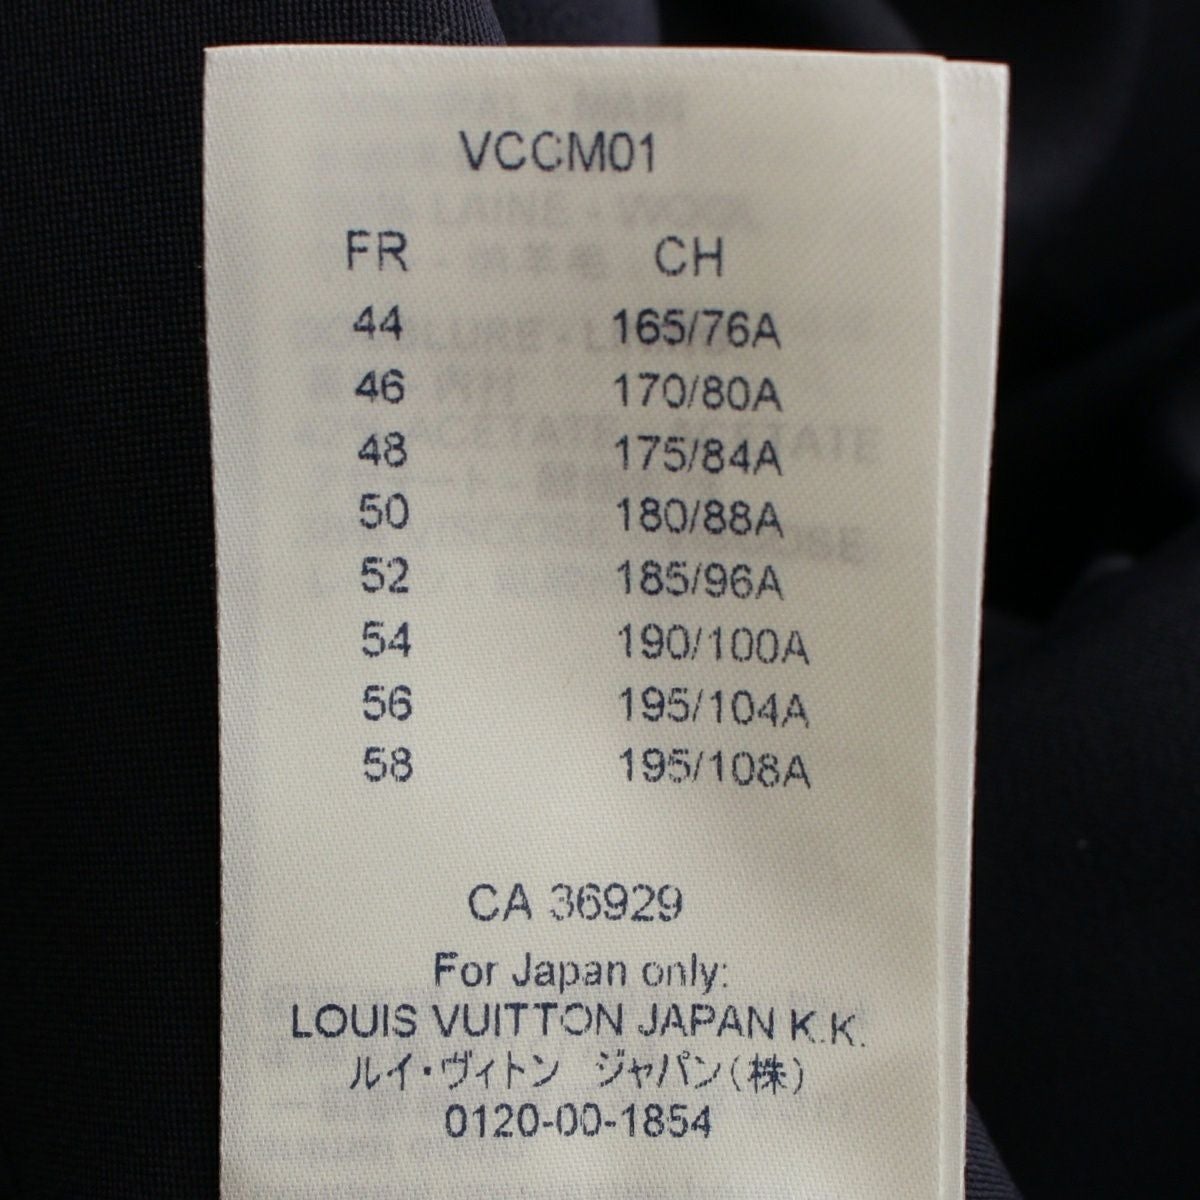 VCCM01
FR CH
44 165/76A
46 170/80A
48 175/84A
50 180/88A
52 185/96A
54 190/100A
56 195/104A
58 195/108A
CA 36929
For Japan only:
LOUIS VUITTON JAPAN K.K.
ルイ・ヴィトン ジャパン(株)
0120-00-1854